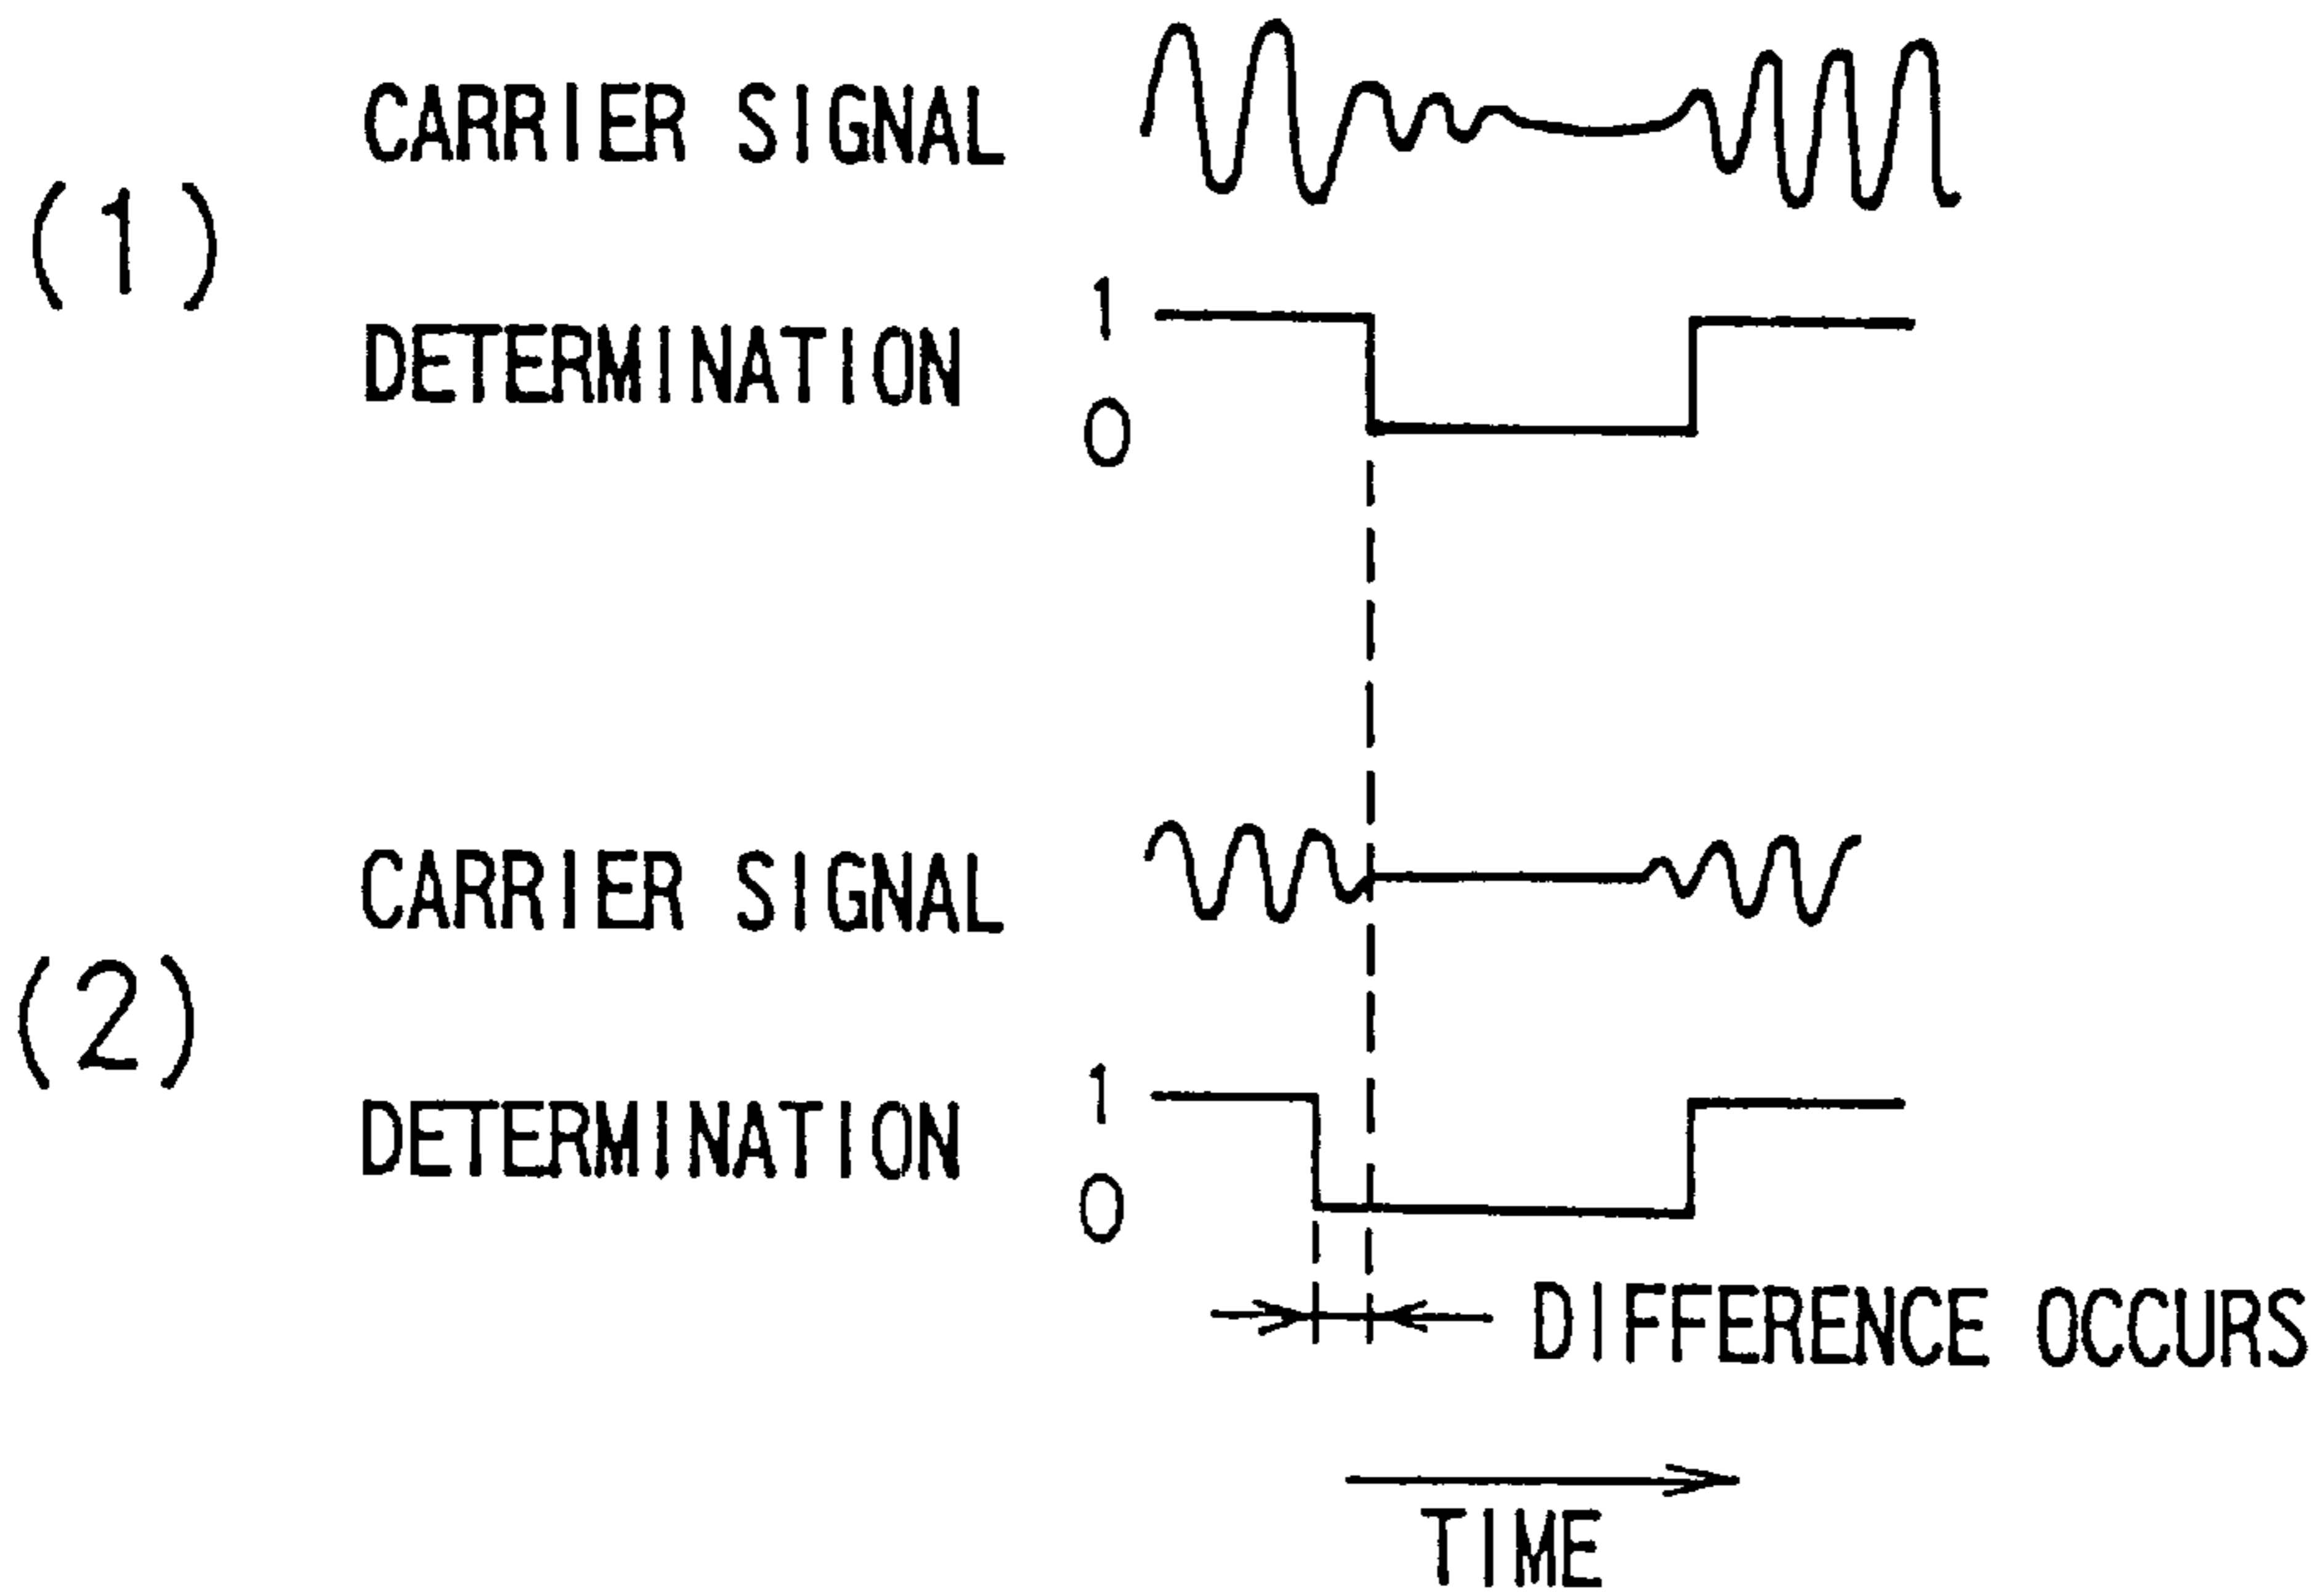 CARRIER SIGNAL
(1)
1
DETERMINATION
0
CARRIER SIGNAL
(2)
1
DETERMINATION
0
DIFFERENCE OCCURS
TIME